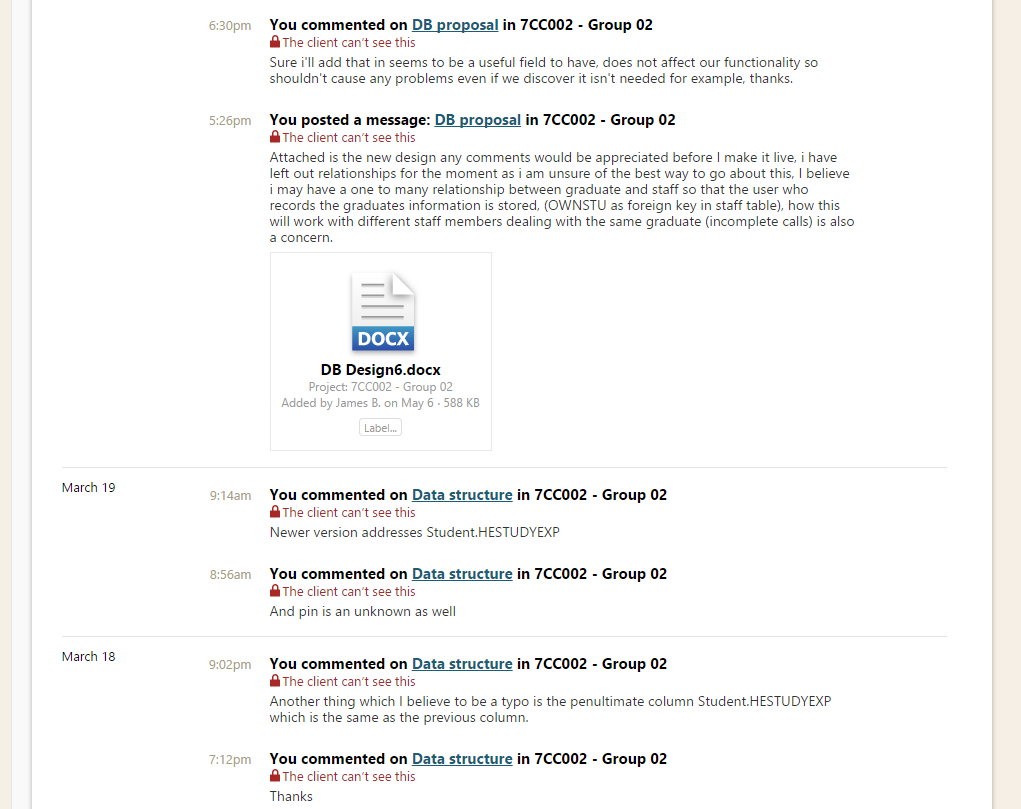 6:30pm You commented on DB proposal in 7CC002 - Group 02
The client can't see this
Sure i'll add that in seems to be a useful field to have, does not affect our functionality so
shouldn't cause any problems even if we discover it isn't needed for example, thanks.
5:26pm You posted a message: DB proposal in 7CC002 - Group 02
The client can't see this
Attached is the new design any comments would be appreciated before I make it live, i have
left out relationships for the moment as i am unsure of the best way to go about this, I believe
i may have a one to many relationship between graduate and staff so that the user who
records the graduates information is stored, (OWNSTU as foreign key in staff table), how this
will work with different staff members dealing with the same graduate (incomplete calls) is also
a concern.
DOCX
DB Design6.docx
Project: 7CC002 - Group 02
Added by James B. on May 6 · 588 KB
Label...
March 19 9:14am You commented on Data structure in 7CC002 - Group 02
The client can't see this
Newer version addresses Student.HESTUDYEXP
8:56am You commented on Data structure in 7CC002 - Group 02
The client can't see this
And pin is an unknown as well
March 18 9:02pm You commented on Data structure in 7CC002 - Group 02
The client can't see this
Another thing which I believe to be a typo is the penultimate column Student.HESTUDYEXP
which is the same as the previous column.
7:12pm You commented on Data structure in 7CC002 - Group 02
The client can't see this
Thanks